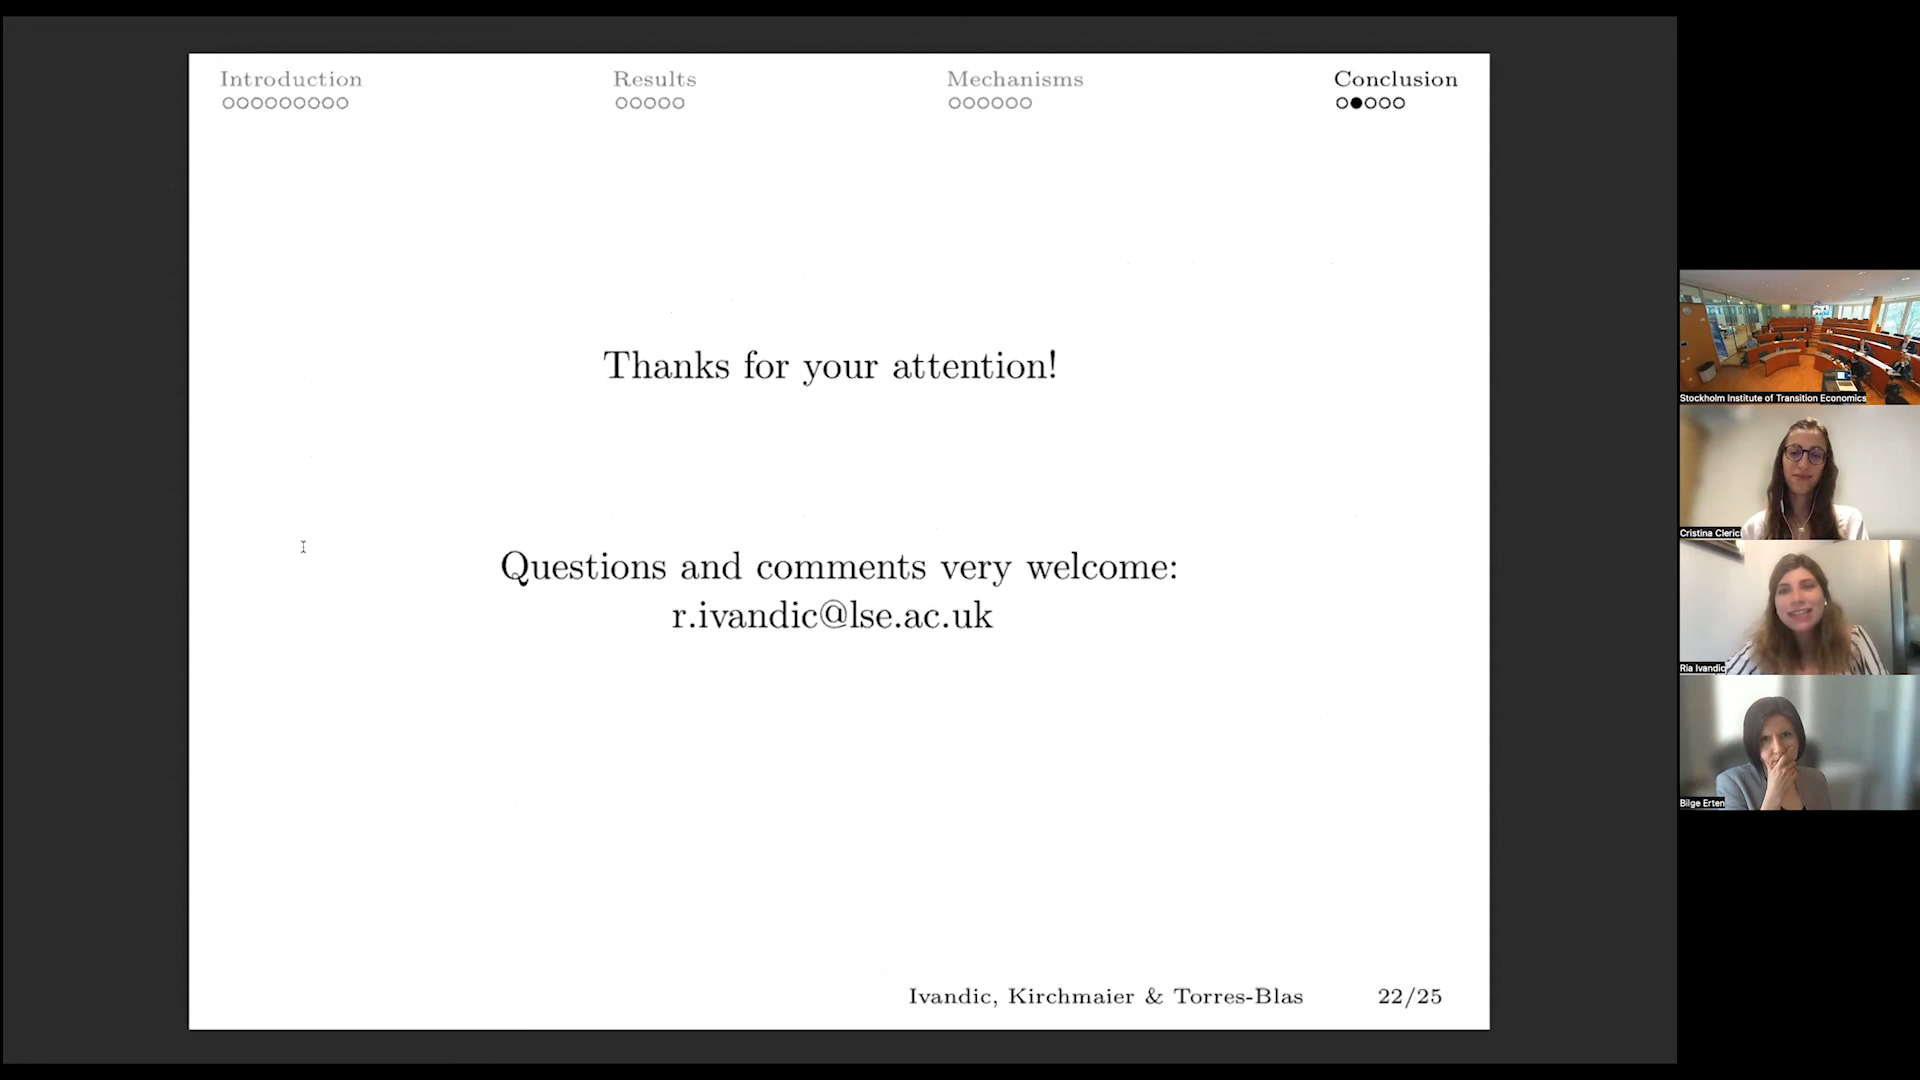 Introduction
Results
Mechanisms
Conclusion
Thanks for your attention!
Questions and comments very welcome:
r.ivandic@lse.ac.uk
Ivandic, Kirchmaier & Torres-Blas
22/25
Stockholm Institute of Transition Economics
Cristina Clerici
Ria Ivandic
Bilge Erten